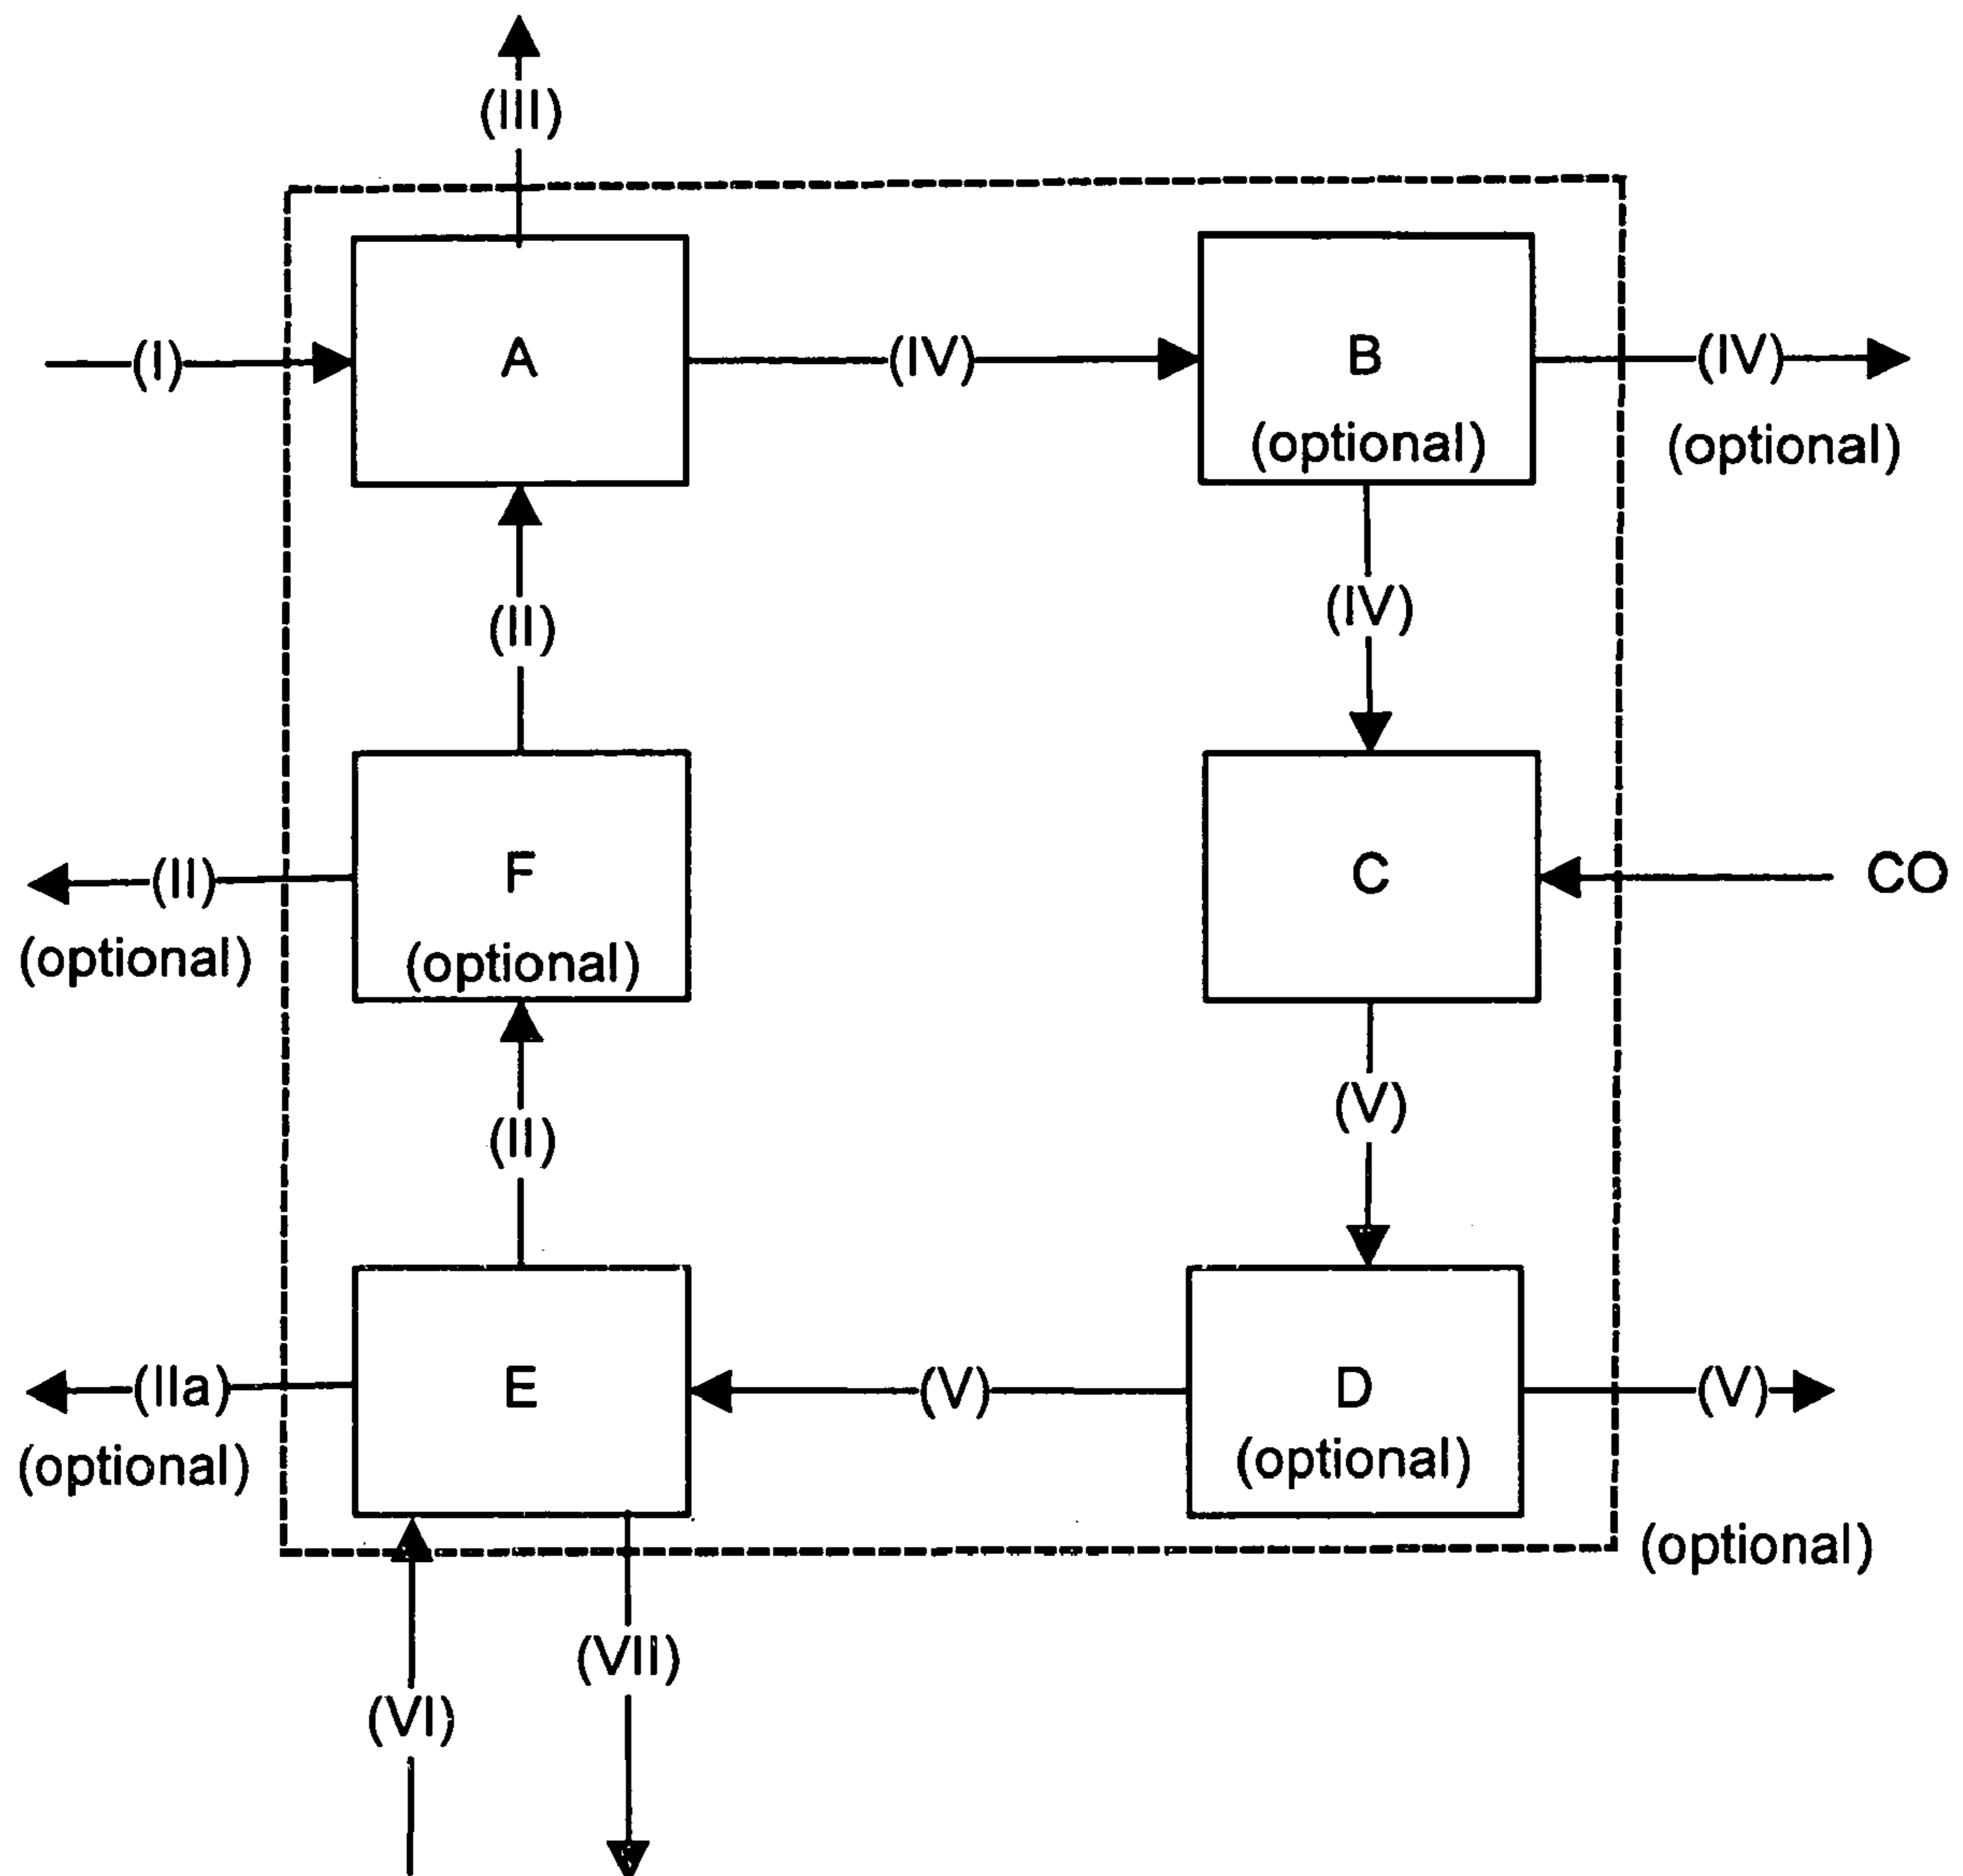 (III)
(I)
A
(IV)
B
(optional)
(IV)
(optional)
(II)
(IV)
(II)
(optional)
F
(optional)
C
CO
(II)
(V)
(IIa)
(optional)
E
(V)
D
(optional)
(V)
(optional)
(VII)
(VI)